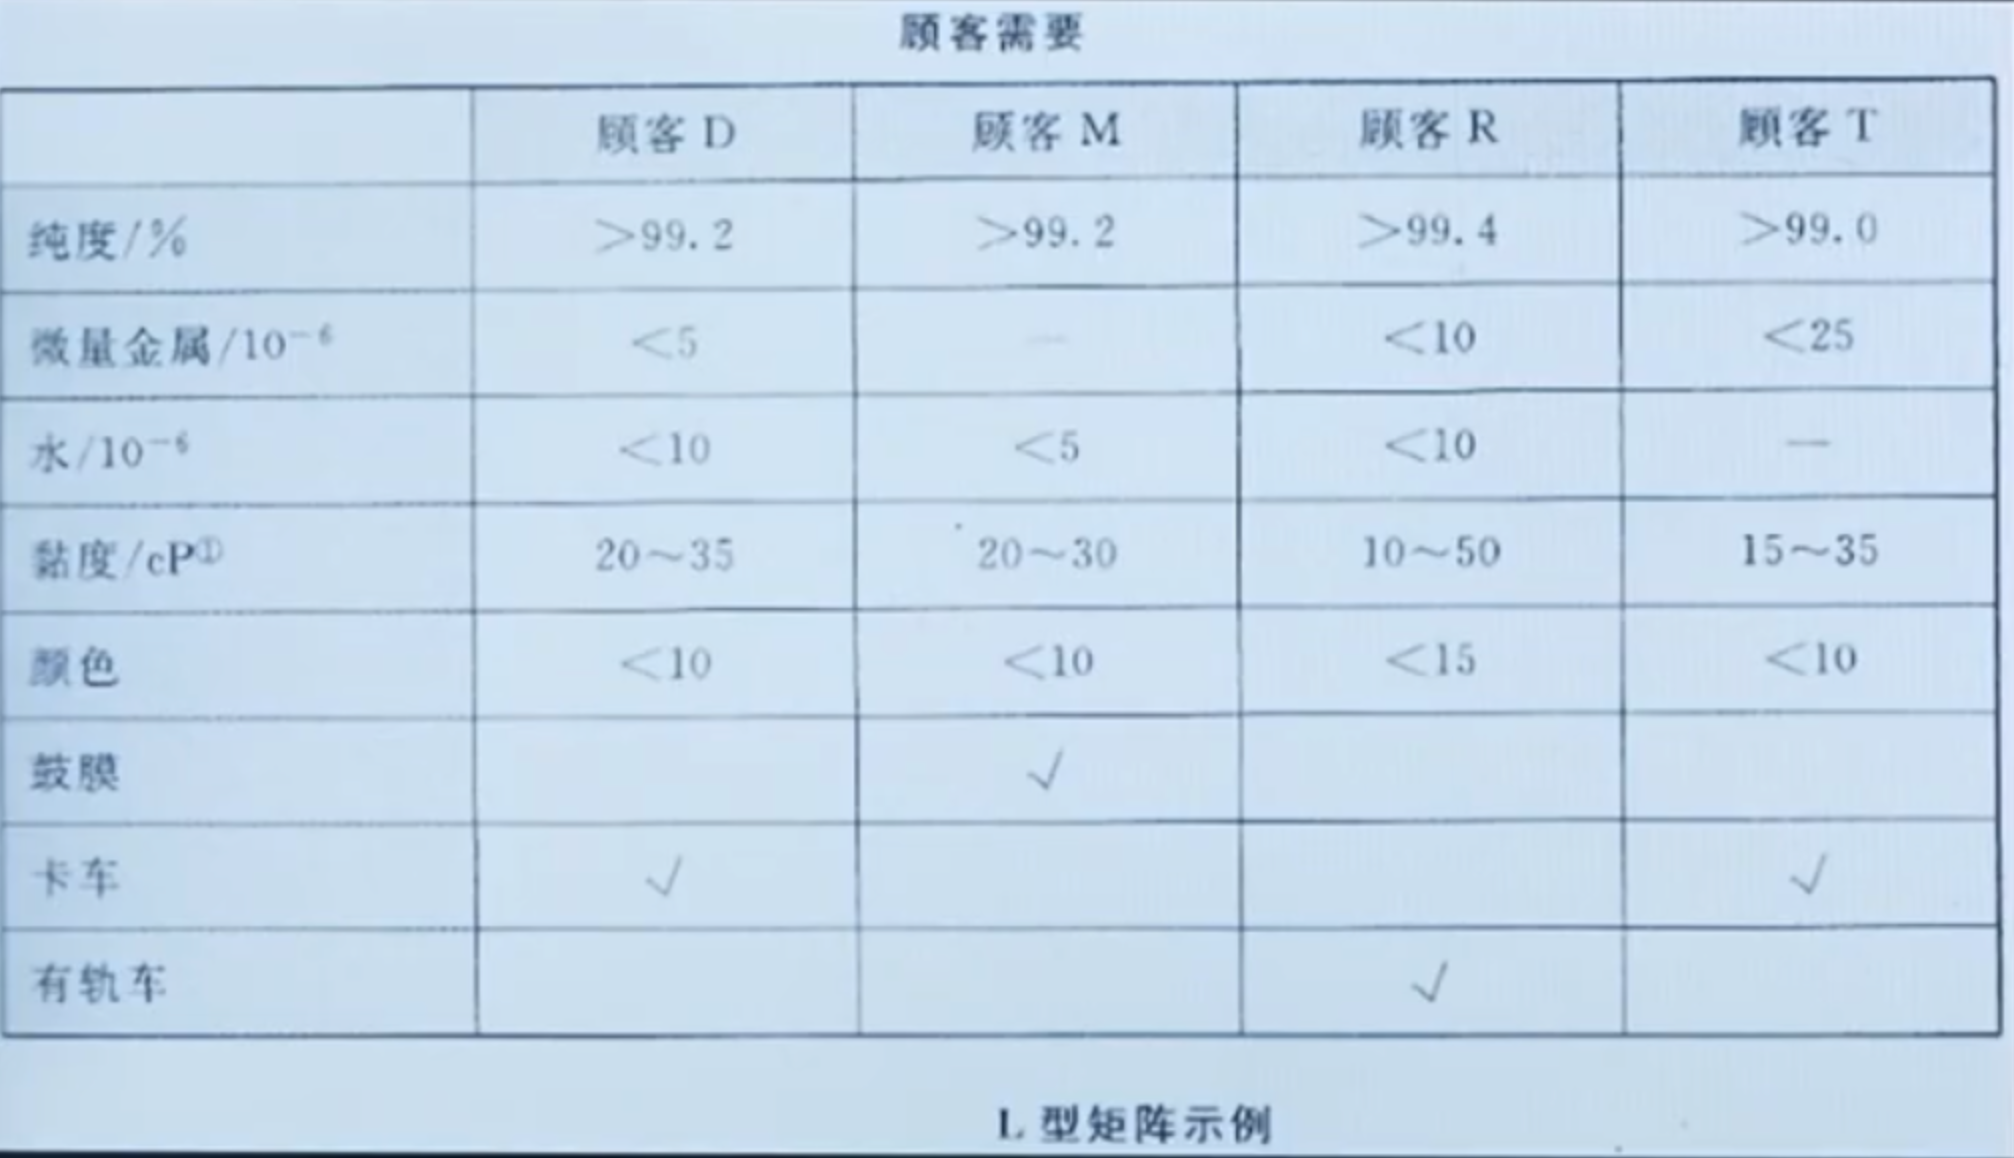 顾客需要
顾客 D 顾客 M 顾客 R 顾客 T
纯度/% >99.2 >99.2 >99.4 >99.0
微量金属/10⁻⁶ <5 — <10 <25
水/10⁻⁶ <10 <5 <10 —
黏度/cP① 20～35 20～30 10～50 15～35
颜色 <10 <10 <15 <10
鼓膜 √
卡车 √ √
有轨车 √
L 型矩阵示例